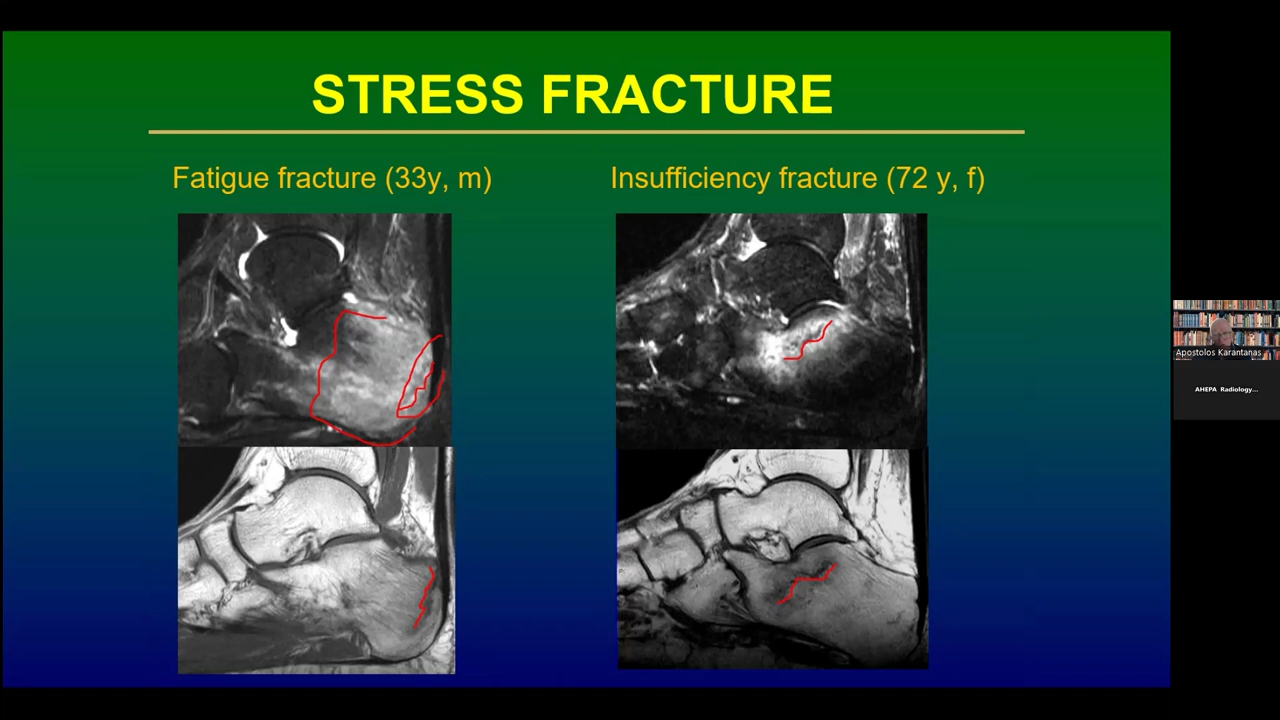 STRESS FRACTURE
Fatigue fracture (33y, m)
Insufficiency fracture (72 y, f)
Apostolos Karantanas
AHEPA Radiology...